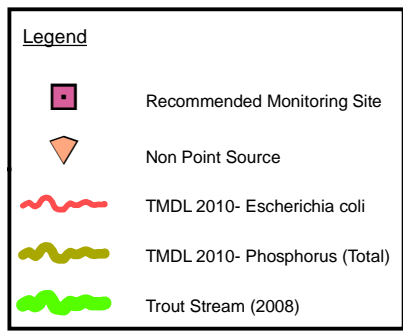 Legend
Recommended Monitoring Site
Non Point Source
TMDL 2010- Escherichia coli
TMDL 2010- Phosphorus (Total)
Trout Stream (2008)